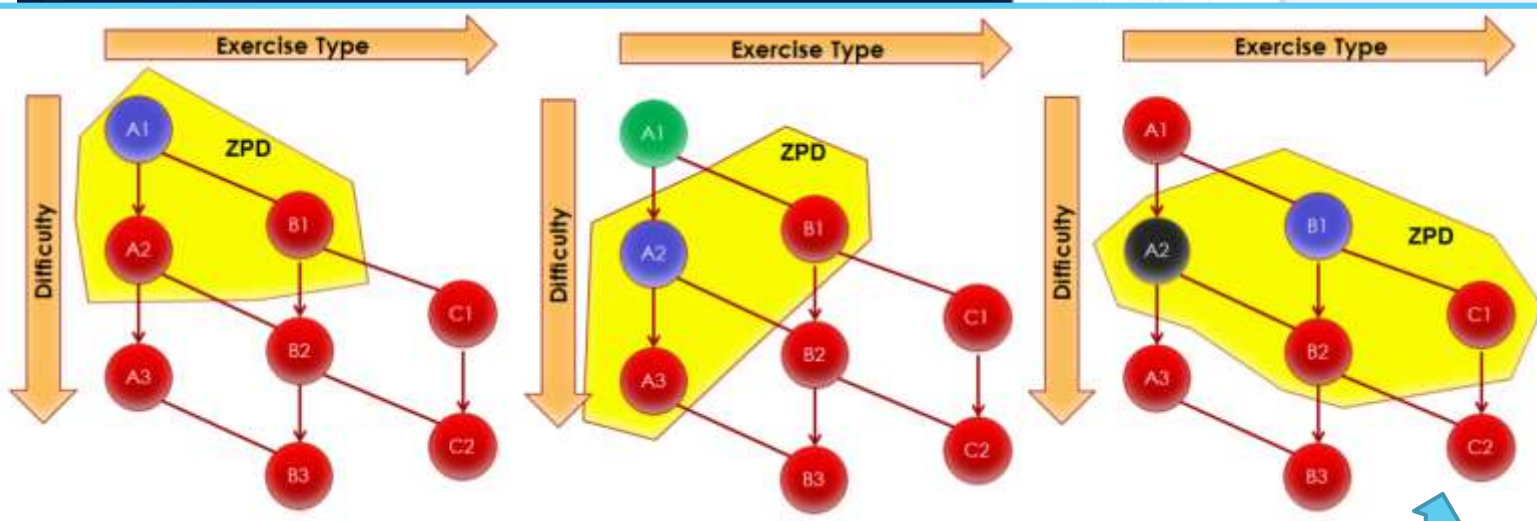 Exercise Type
Difficulty
ZPD
A1
B1
A2
C1
B2
A3
C2
B3
Exercise Type
Difficulty
ZPD
A1
B1
A2
C1
B2
A3
C2
B3
Exercise Type
Difficulty
ZPD
A1
B1
A2
C1
B2
A3
C2
B3